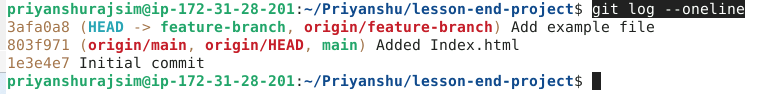 priyanshurajsim@ip-172-31-28-201:~/Priyanshu/lesson-end-project$ git log --oneline
3afa0a8 (HEAD -> feature-branch, origin/feature-branch) Add example file
803f971 (origin/main, origin/HEAD, main) Added Index.html
1e3e4e7 Initial commit
priyanshurajsim@ip-172-31-28-201:~/Priyanshu/lesson-end-project$